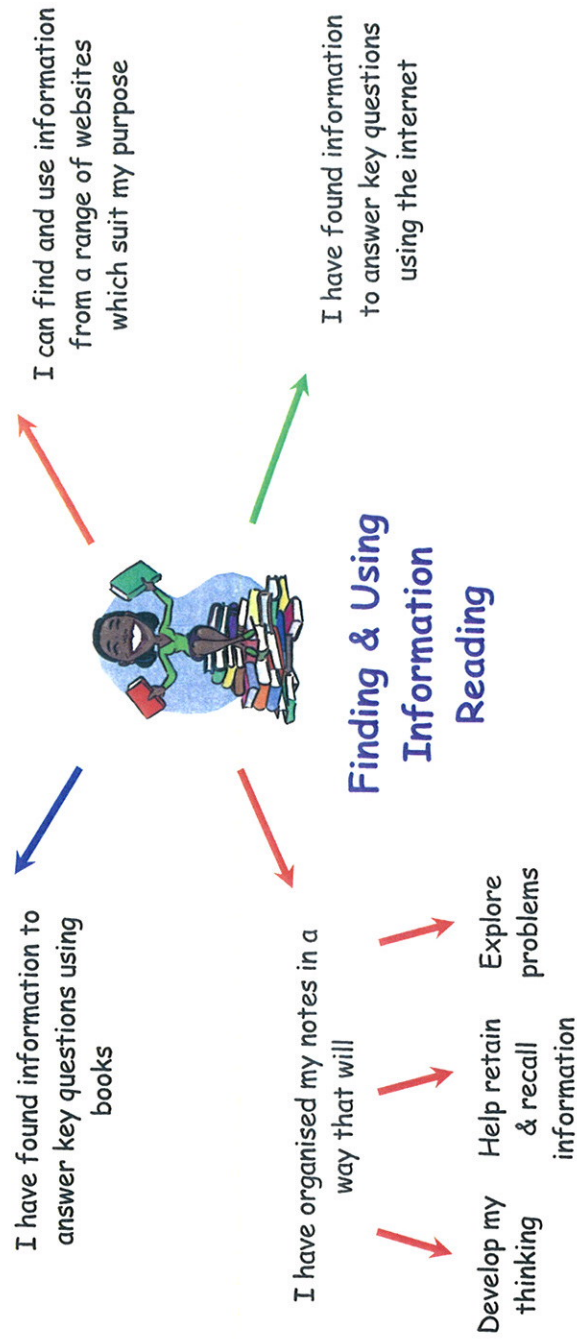 I have found information to
answer key questions using
books
I can find and use information
from a range of websites
which suit my purpose
Finding & Using
Information
Reading
I have organised my notes in a
way that will
Develop my
thinking
Help retain
& recall
information
Explore
problems
I have found information
to answer key questions
using the internet